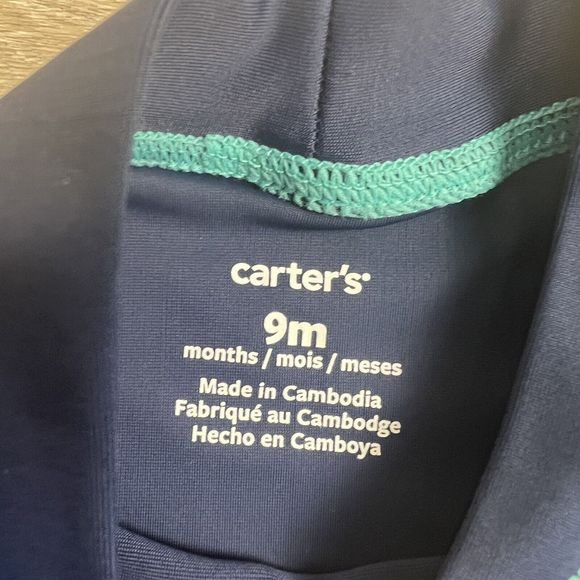 carter's
9m
months / mois / meses
Made in Cambodia
Fabriqué au Cambodge
Hecho en Camboya